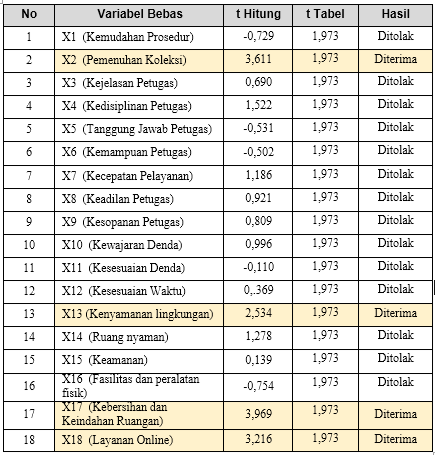 No Variabel Bebas t Hitung t Tabel Hasil
1 X1 (Kemudahan Prosedur) -0,729 1,973 Ditolak
2 X2 (Pemenuhan Koleksi) 3,611 1,973 Diterima
3 X3 (Kejelasan Petugas) 0,690 1,973 Ditolak
4 X4 (Kedisiplinan Petugas) 1,522 1,973 Ditolak
5 X5 (Tanggung Jawab Petugas) -0,531 1,973 Ditolak
6 X6 (Kemampuan Petugas) -0,502 1,973 Ditolak
7 X7 (Kecepatan Pelayanan) 1,186 1,973 Ditolak
8 X8 (Keadilan Petugas) 0,921 1,973 Ditolak
9 X9 (Kesopanan Petugas) 0,809 1,973 Ditolak
10 X10 (Kewajaran Denda) 0,996 1,973 Ditolak
11 X11 (Kesesuaian Denda) -0,110 1,973 Ditolak
12 X12 (Kesesuaian Waktu) 0,.369 1,973 Ditolak
13 X13 (Kenyamanan lingkungan) 2,534 1,973 Diterima
14 X14 (Ruang nyaman) 1,278 1,973 Ditolak
15 X15 (Keamanan) 0,139 1,973 Ditolak
16 X16 (Fasilitas dan peralatan
fisik) -0,754 1,973 Ditolak
17 X17 (Kebersihan dan
Keindahan Ruangan) 3,969 1,973 Diterima
18 X18 (Layanan Online) 3,216 1,973 Diterima